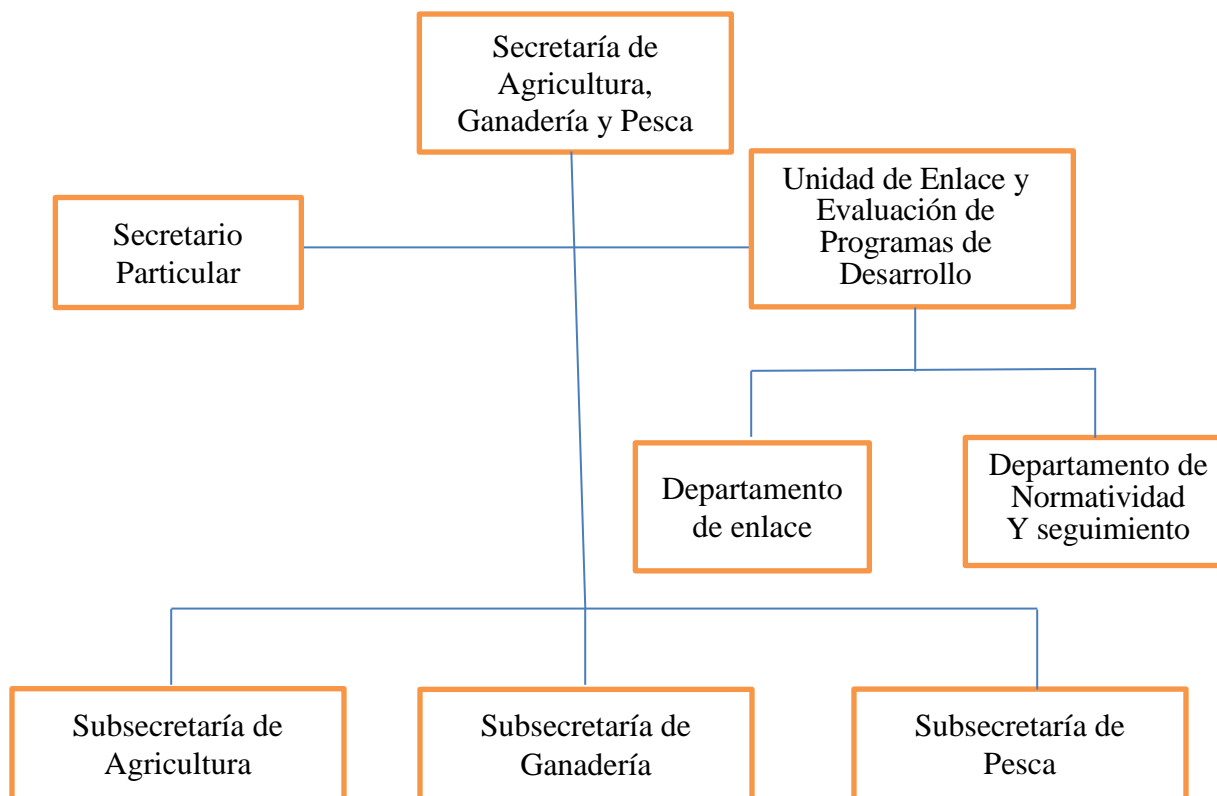 Secretaría de
Agricultura,
Ganadería y Pesca
Unidad de Enlace y
Evaluación de
Programas de
Desarrollo
Secretario
Particular
Departamento
de enlace
Departamento de
Normatividad
Y seguimiento
Subsecretaría de
Agricultura
Subsecretaría de
Ganadería
Subsecretaría de
Pesca